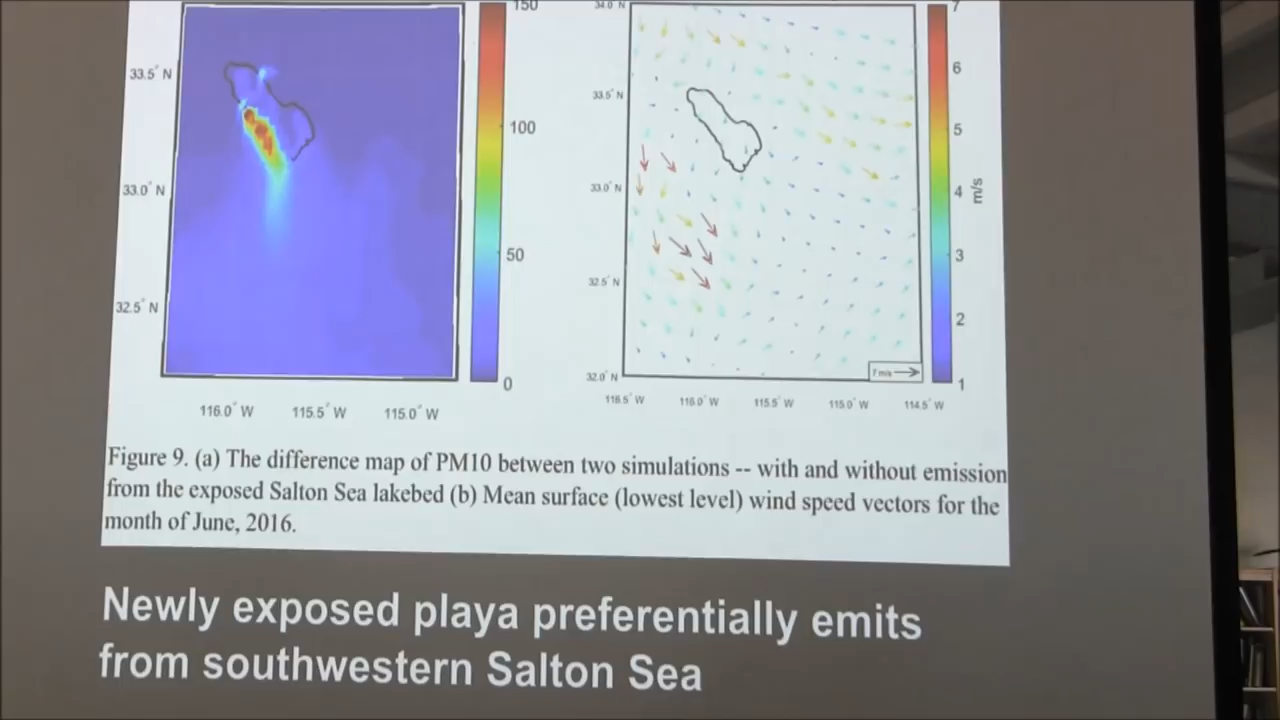 150
33.5° N
100
33.0° N
50
32.5° N
0
116.0° W 115.5° W 115.0° W
34.0 N
7
6
33.5° N
5
33.0° N
4
m/s
3
32.5° N
2
7 m/s
32.0° N
1
116.5° W 116.0° W 115.5° W 115.0° W 114.5° W
Figure 9. (a) The difference map of PM10 between two simulations -- with and without emission
from the exposed Salton Sea lakebed (b) Mean surface (lowest level) wind speed vectors for the
month of June, 2016.
Newly exposed playa preferentially emits
from southwestern Salton Sea